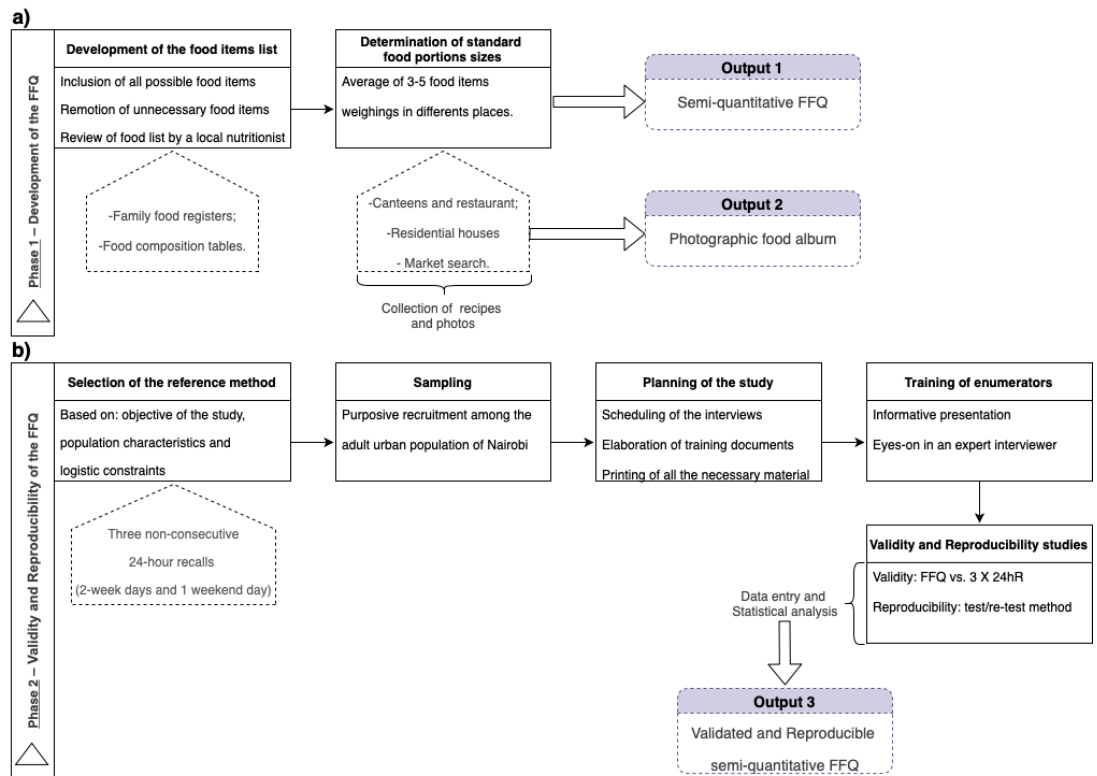 a)
Phase 1 – Development of the FFQ
Development of the food items list
Inclusion of all possible food items
Remotion of unnecessary food items
Review of food list by a local nutritionist
-Family food registers;
-Food composition tables.
Determination of standard
food portions sizes
Average of 3-5 food items
weighings in differents places.
-Canteens and restaurant;
-Residential houses
- Market search.
Collection of recipes
and photos
Output 1
Semi-quantitative FFQ
Output 2
Photographic food album
b)
Phase 2 – Validity and Reproducibility of the FFQ
Selection of the reference method
Based on: objective of the study,
population characteristics and
logistic constraints
Three non-consecutive
24-hour recalls
(2-week days and 1 weekend day)
Sampling
Purposive recruitment among the
adult urban population of Nairobi
Planning of the study
Scheduling of the interviews
Elaboration of training documents
Printing of all the necessary material
Training of enumerators
Informative presentation
Eyes-on in an expert interviewer
Validity and Reproducibility studies
Validity: FFQ vs. 3 X 24hR
Reproducibility: test/re-test method
Data entry and
Statistical analysis
Output 3
Validated and Reproducible
semi-quantitative FFQ